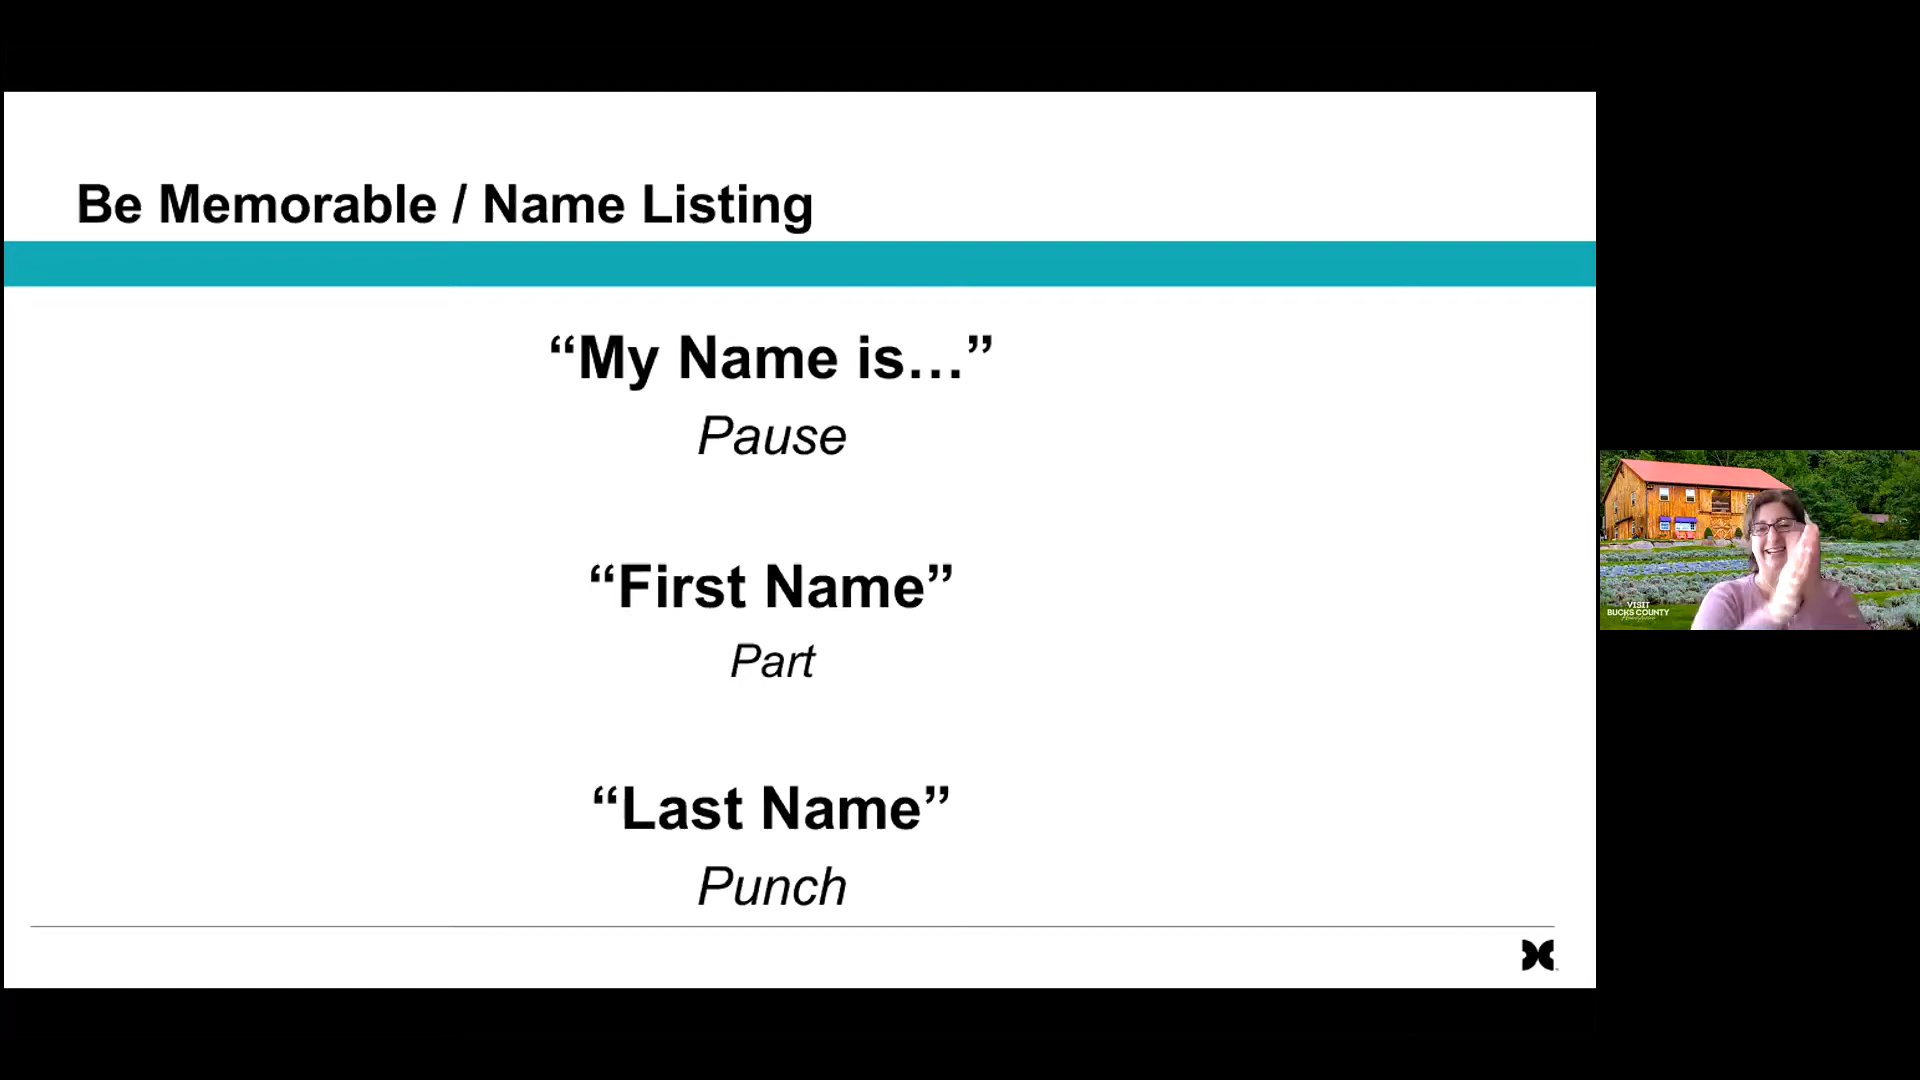 Be Memorable / Name Listing
“My Name is…”
Pause
“First Name”
Part
“Last Name”
Punch
VISIT
BUCKS COUNTY